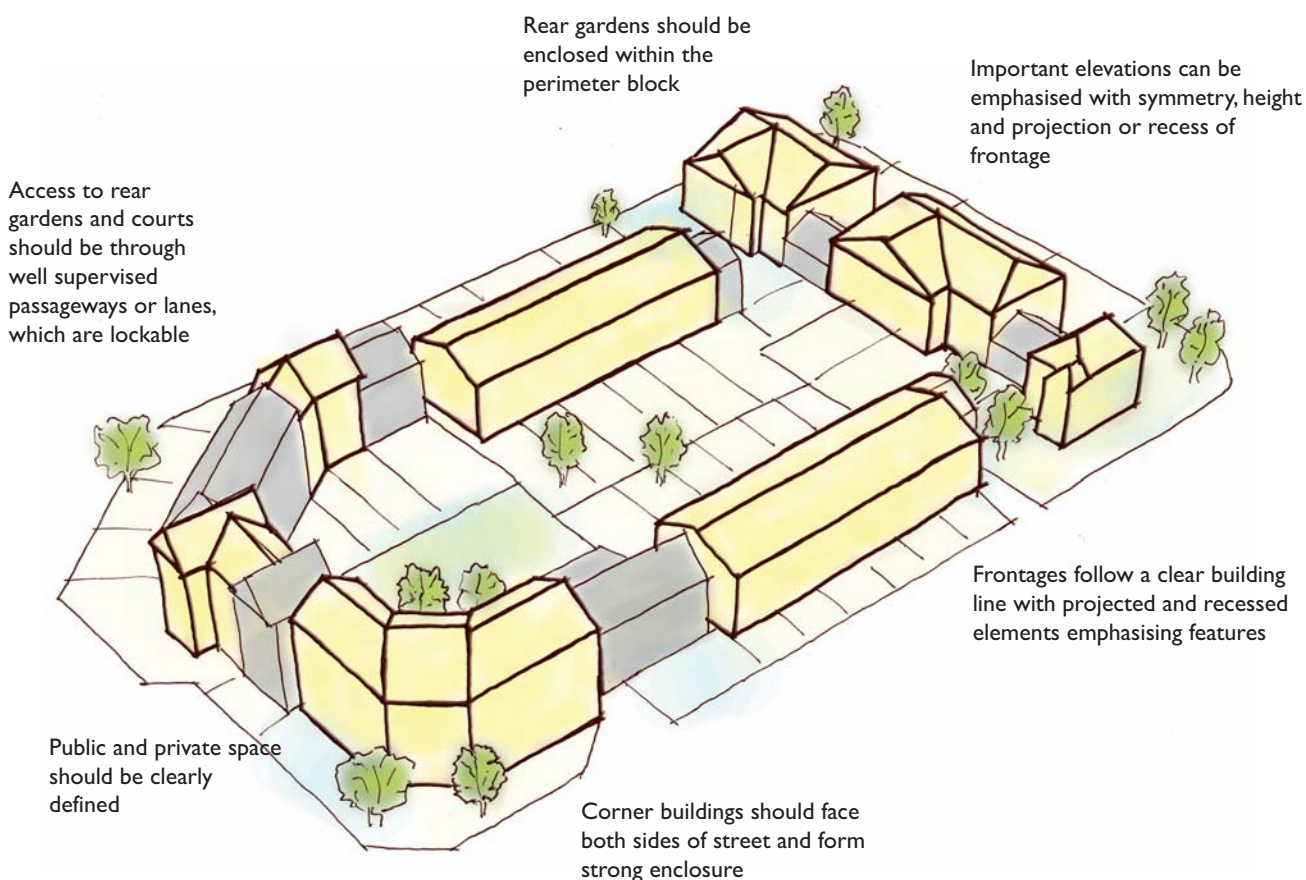 Rear gardens should be
enclosed within the
perimeter block
Important elevations can be
emphasised with symmetry, height
and projection or recess of
frontage
Access to rear
gardens and courts
should be through
well supervised
passageways or lanes,
which are lockable
Frontages follow a clear building
line with projected and recessed
elements emphasising features
Public and private space
should be clearly
defined
Corner buildings should face
both sides of street and form
strong enclosure